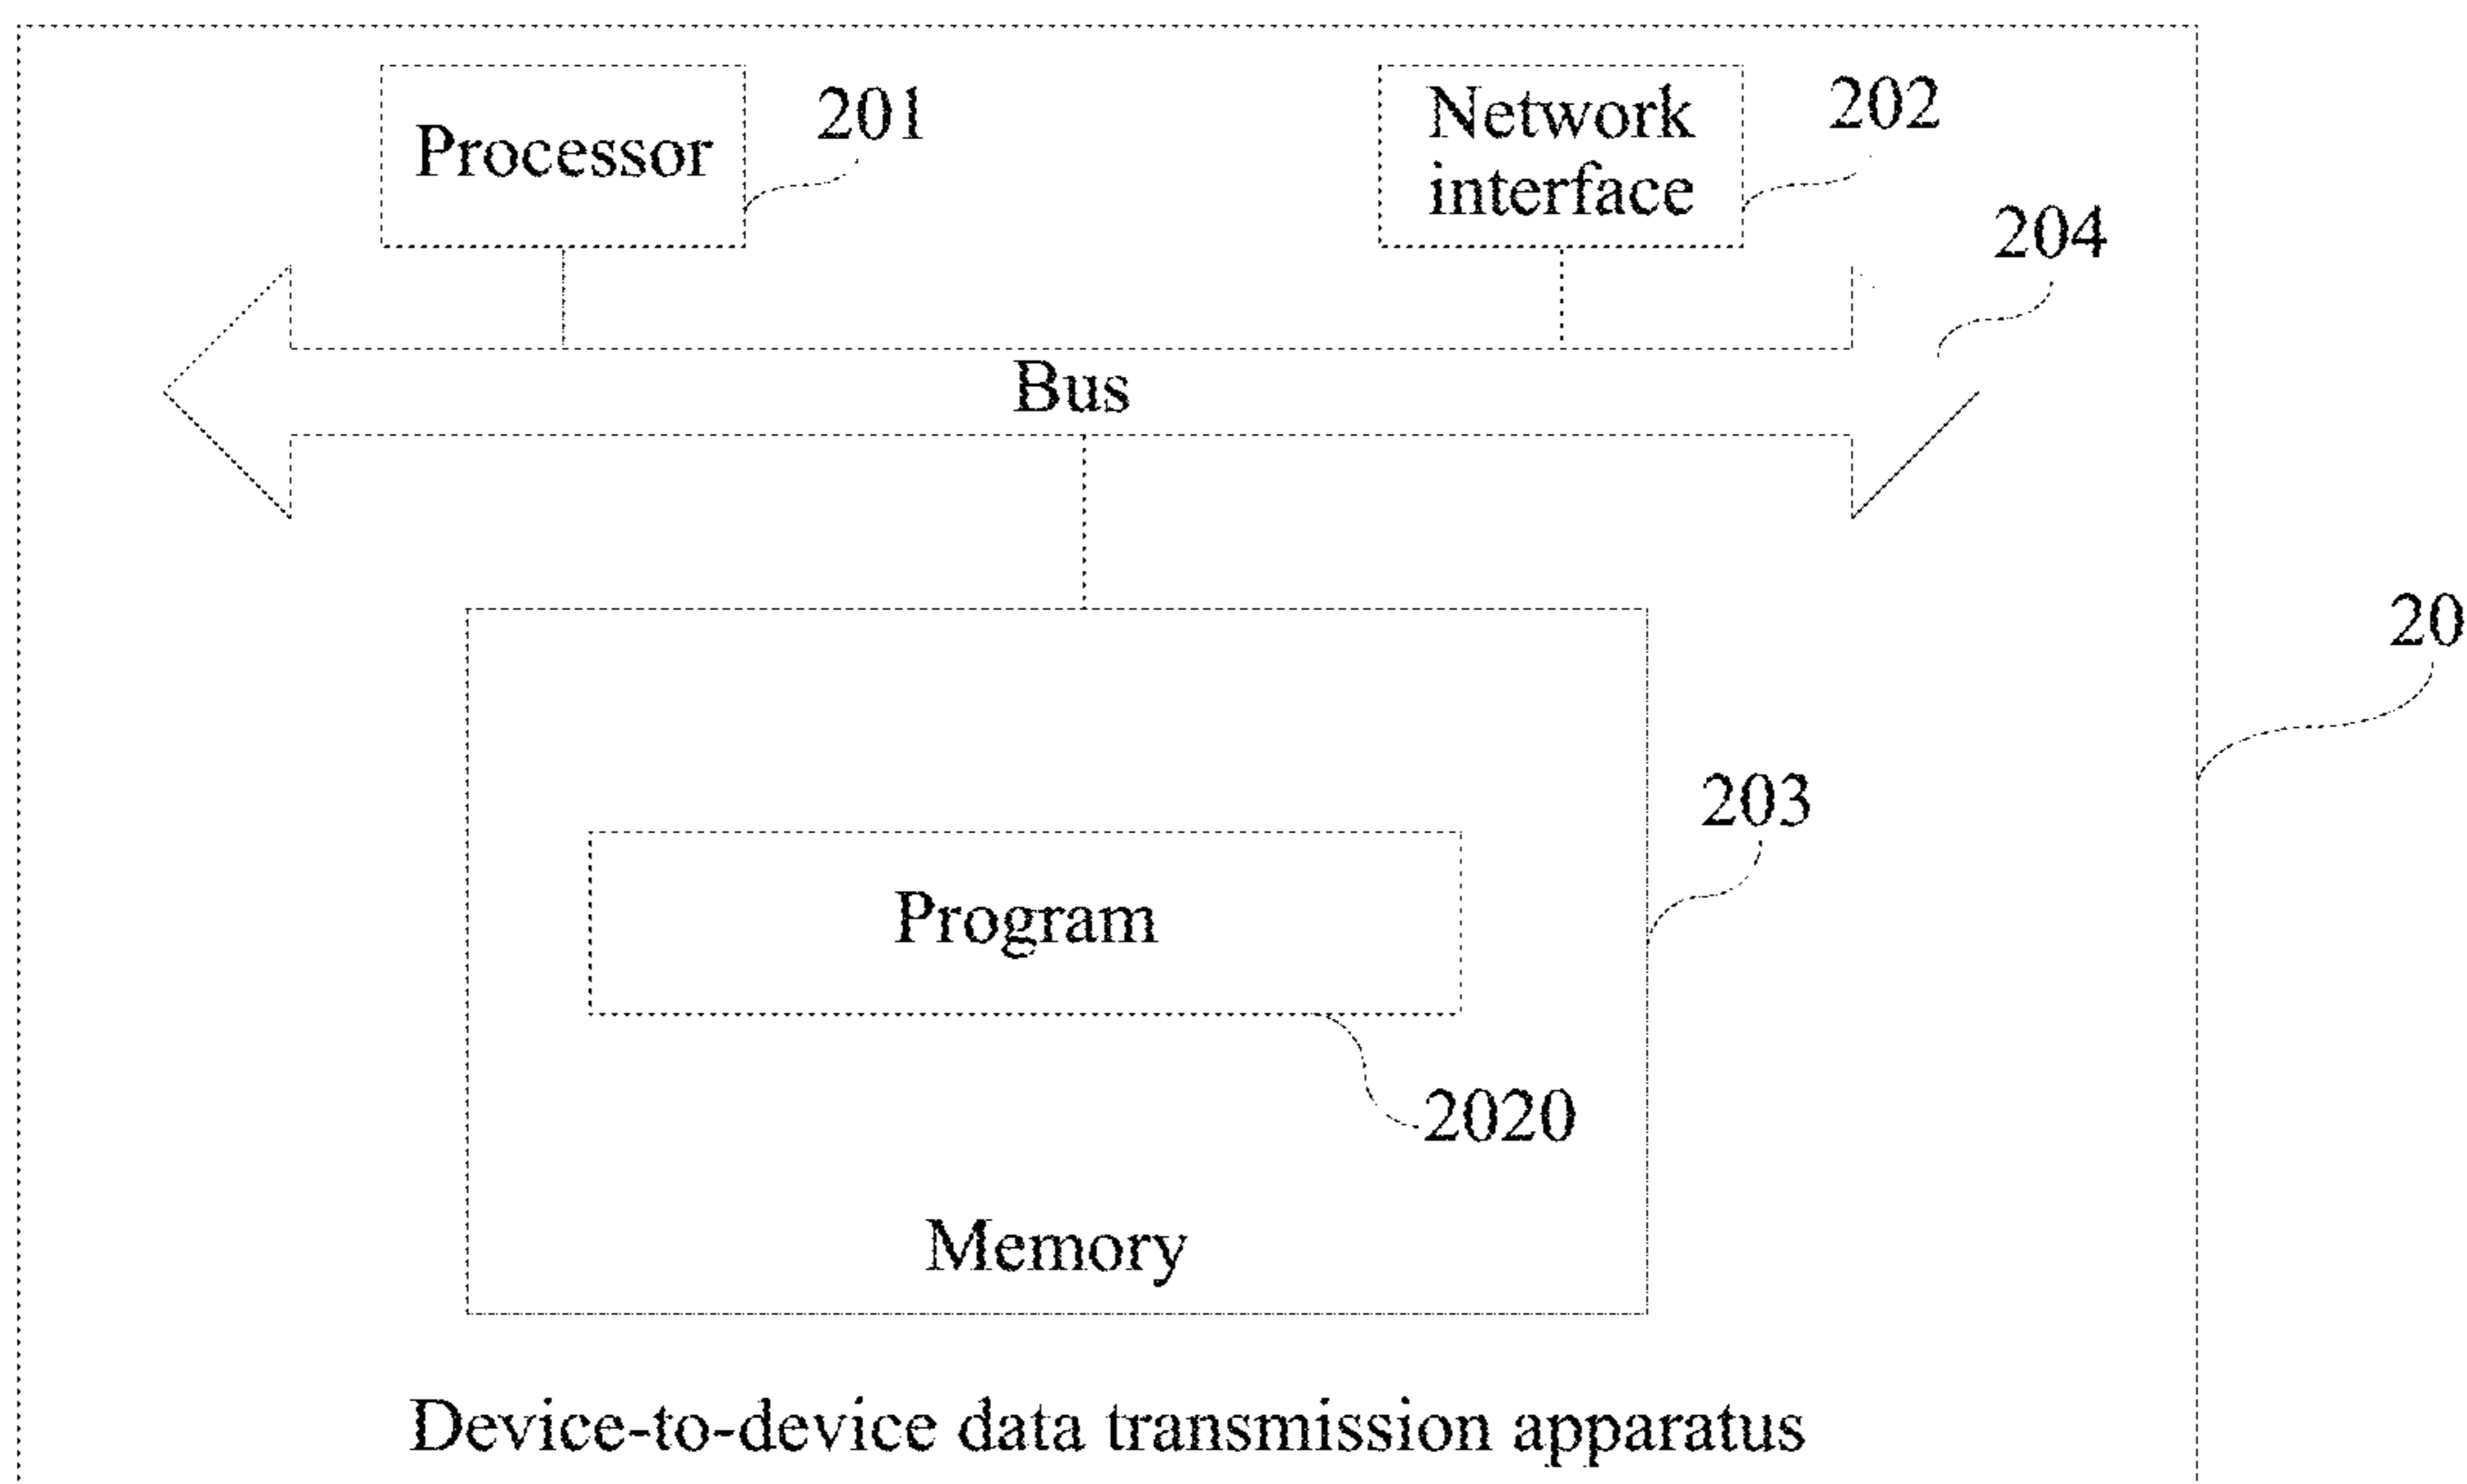 Processor
201
Network
interface
202
204
Bus
20
203
Program
2020
Memory
Device-to-device data transmission apparatus